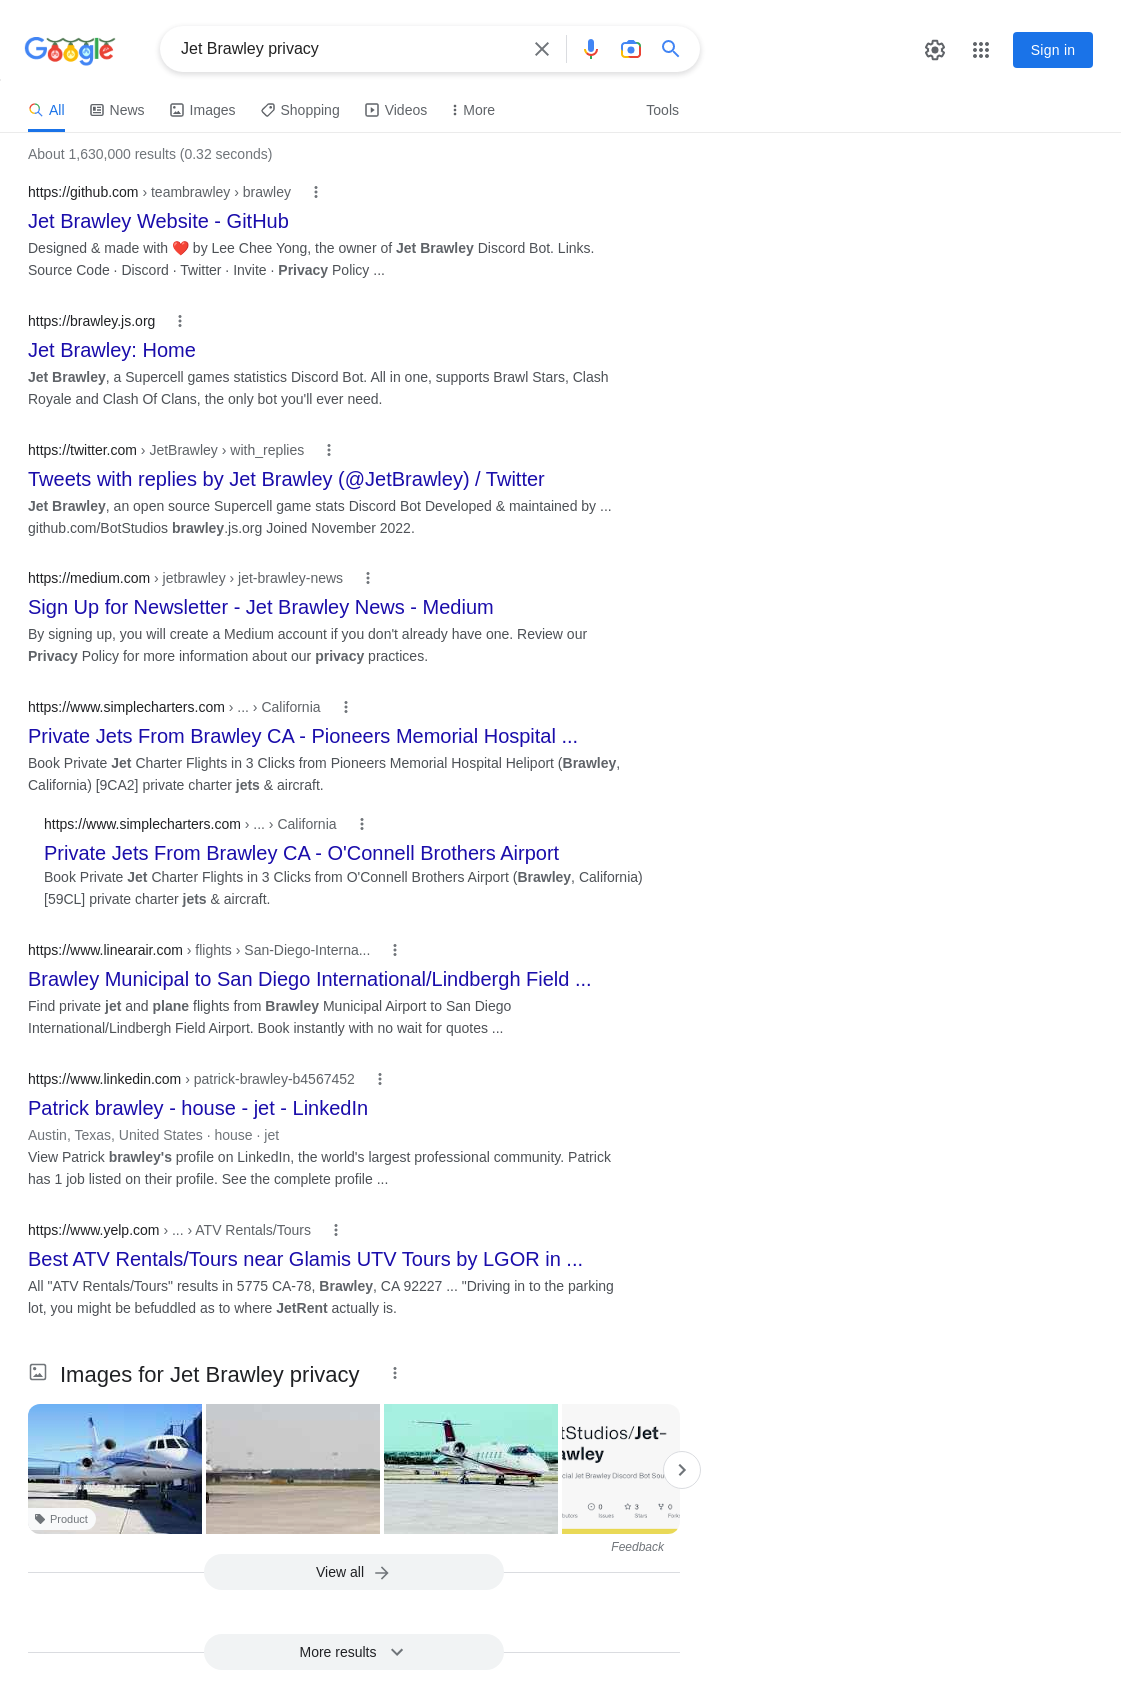 Google
Jet Brawley privacy
Sign in
All
News
Images
Shopping
Videos
More
Tools
About 1,630,000 results (0.32 seconds)
https://github.com › teambrawley › brawley
Jet Brawley Website - GitHub
Designed & made with ❤️ by Lee Chee Yong, the owner of Jet Brawley Discord Bot. Links.
Source Code · Discord · Twitter · Invite · Privacy Policy ...
https://brawley.js.org
Jet Brawley: Home
Jet Brawley, a Supercell games statistics Discord Bot. All in one, supports Brawl Stars, Clash
Royale and Clash Of Clans, the only bot you'll ever need.
https://twitter.com › JetBrawley › with_replies
Tweets with replies by Jet Brawley (@JetBrawley) / Twitter
Jet Brawley, an open source Supercell game stats Discord Bot Developed & maintained by ...
github.com/BotStudios brawley.js.org Joined November 2022.
https://medium.com › jetbrawley › jet-brawley-news
Sign Up for Newsletter - Jet Brawley News - Medium
By signing up, you will create a Medium account if you don't already have one. Review our
Privacy Policy for more information about our privacy practices.
https://www.simplecharters.com › ... › California
Private Jets From Brawley CA - Pioneers Memorial Hospital ...
Book Private Jet Charter Flights in 3 Clicks from Pioneers Memorial Hospital Heliport (Brawley,
California) [9CA2] private charter jets & aircraft.
https://www.simplecharters.com › ... › California
Private Jets From Brawley CA - O'Connell Brothers Airport
Book Private Jet Charter Flights in 3 Clicks from O'Connell Brothers Airport (Brawley, California)
[59CL] private charter jets & aircraft.
https://www.linearair.com › flights › San-Diego-Interna...
Brawley Municipal to San Diego International/Lindbergh Field ...
Find private jet and plane flights from Brawley Municipal Airport to San Diego
International/Lindbergh Field Airport. Book instantly with no wait for quotes ...
https://www.linkedin.com › patrick-brawley-b4567452
Patrick brawley - house - jet - LinkedIn
Austin, Texas, United States · house · jet
View Patrick brawley's profile on LinkedIn, the world's largest professional community. Patrick
has 1 job listed on their profile. See the complete profile ...
https://www.yelp.com › ... › ATV Rentals/Tours
Best ATV Rentals/Tours near Glamis UTV Tours by LGOR in ...
All "ATV Rentals/Tours" results in 5775 CA-78, Brawley, CA 92227 ... "Driving in to the parking
lot, you might be befuddled as to where JetRent actually is.
Images for Jet Brawley privacy
tStudios/Jet-
awley
cial Jet Brawley Discord Bot Sou
0 3 0
Issues Stars
Product
Feedback
View all
More results